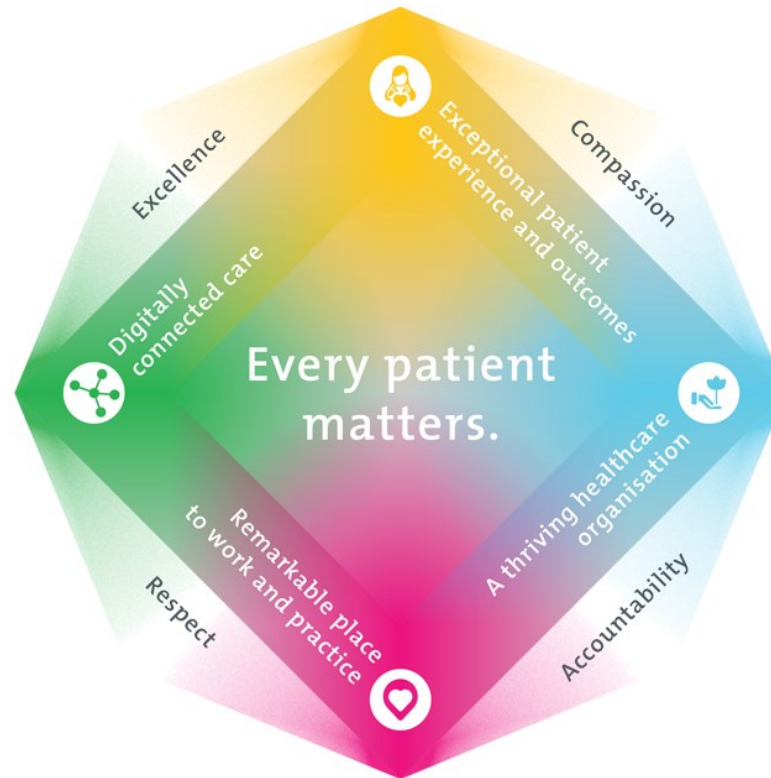 Excellence
Compassion
Exceptional patient
experience and outcomes
Digitally
connected care
Every patient
matters.
Remarkable place
to work and practice
A thriving healthcare
organisation
Respect
Accountability